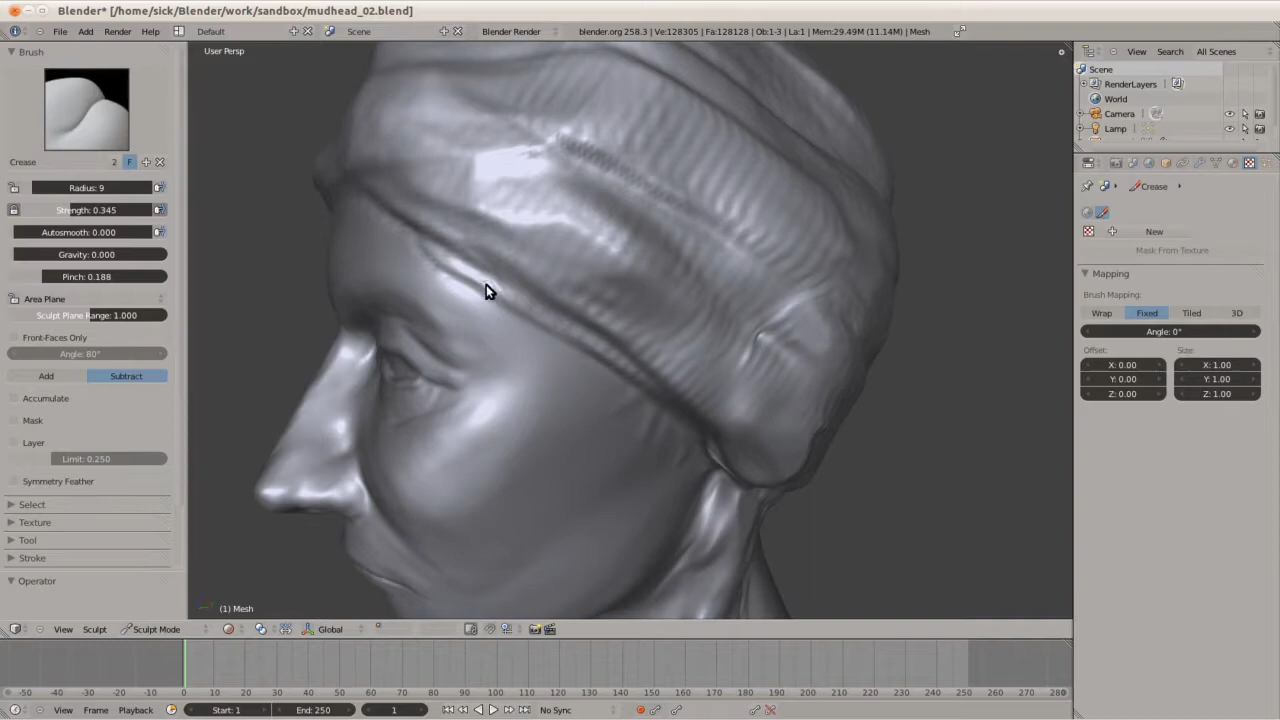 Blender* [/home/sick/Blender/work/sandbox/mudhead_02.blend]
File Add Render Help Default Scene Blender Render blender.org 258.3 | Ve:128305 | Fa:128128 | Ob:1-3 | La:1 | Mem:29.49M (11.14M) | Mesh
Brush
Crease 2 F
Radius: 9
Strength: 0.345
Autosmooth: 0.000
Gravity: 0.000
Pinch: 0.188
Area Plane
Sculpt Plane Range: 1.000
Front-Faces Only
Angle: 80°
Add Subtract
Accumulate
Mask
Layer
Limit: 0.250
Symmetry Feather
Select
Texture
Tool
Stroke
Operator
User Persp
(1) Mesh
View Search All Scenes
Scene
RenderLayers |
World
Camera |
Lamp |
Crease
New
Mask From Texture
Mapping
Brush Mapping:
Wrap Fixed Tiled 3D
Angle: 0°
Offset: Size:
X: 0.00 X: 1.00
Y: 0.00 Y: 1.00
Z: 0.00 Z: 1.00
View Sculpt Sculpt Mode Global
-50 -40 -30 -20 -10 0 10 20 30 40 50 60 70 80 90 100 110 120 130 140 150 160 170 180 190 200 210 220 230 240 250 260 270 280
View Frame Playback Start: 1 End: 250 1 No Sync